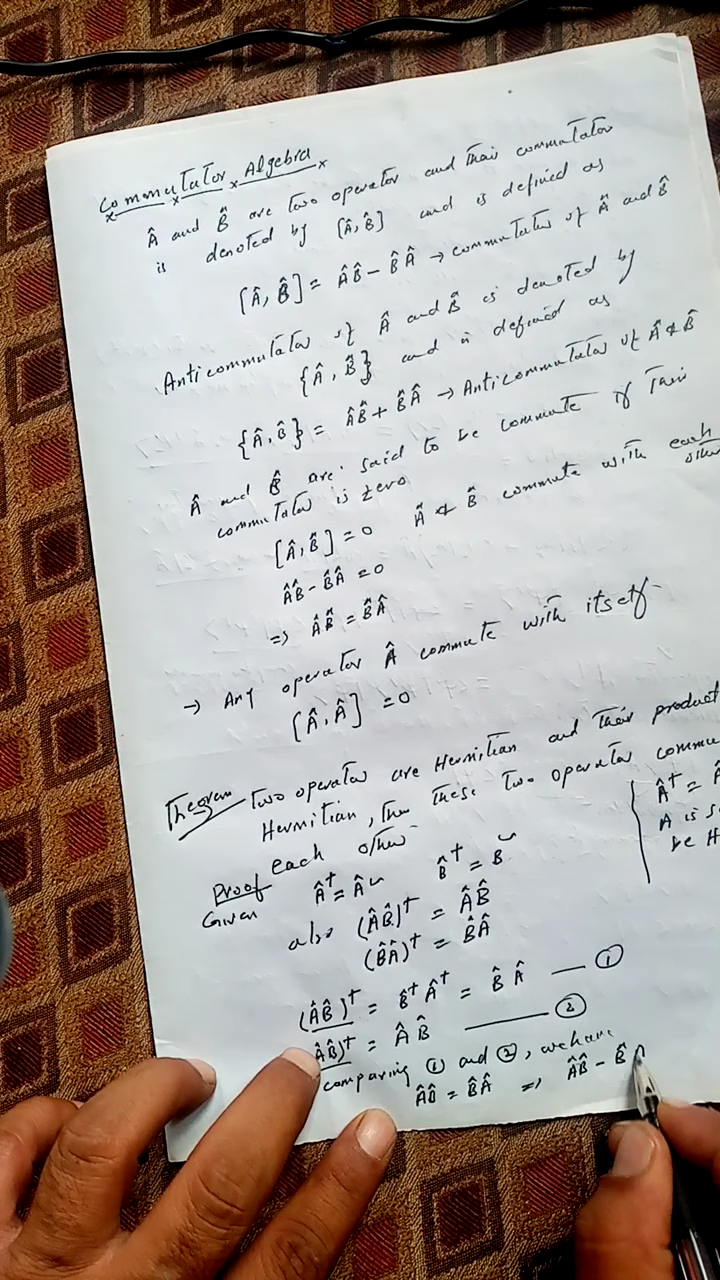 Commutator Algebra
Â and B̂ are two operator and their commutator
is denoted by [Â, B̂] and is defined as
[Â, B̂] = ÂB̂ - B̂Â → commutator of Â and B̂
Anticommutator of Â and B̂ is denoted by
{Â, B̂} and is defined as
{Â, B̂} = ÂB̂ + B̂Â → Anticommutator of Â & B̂
Â and B̂ are said to be commute if their
commutator is zero
[Â, B̂] = 0 Â & B̂ commute with each other
ÂB̂ - B̂Â = 0
=> ÂB̂ = B̂Â
→ Any operator Â commute with itself
[Â, Â] = 0
Theorem Two operator are Hermitian and their product
Hermitian, then these two operator commu
each other
Proof
Given Â† = Â B̂† = B
also (ÂB̂)† = ÂB̂
(B̂Â)† = B̂Â
(ÂB̂)† = B̂†Â† = B̂ Â — ①
ÂB̂)† = Â B̂ — ②
comparing ① and ②, we have
ÂB̂ = B̂Â => ÂB̂ - B̂
Â† =
A is s
be H